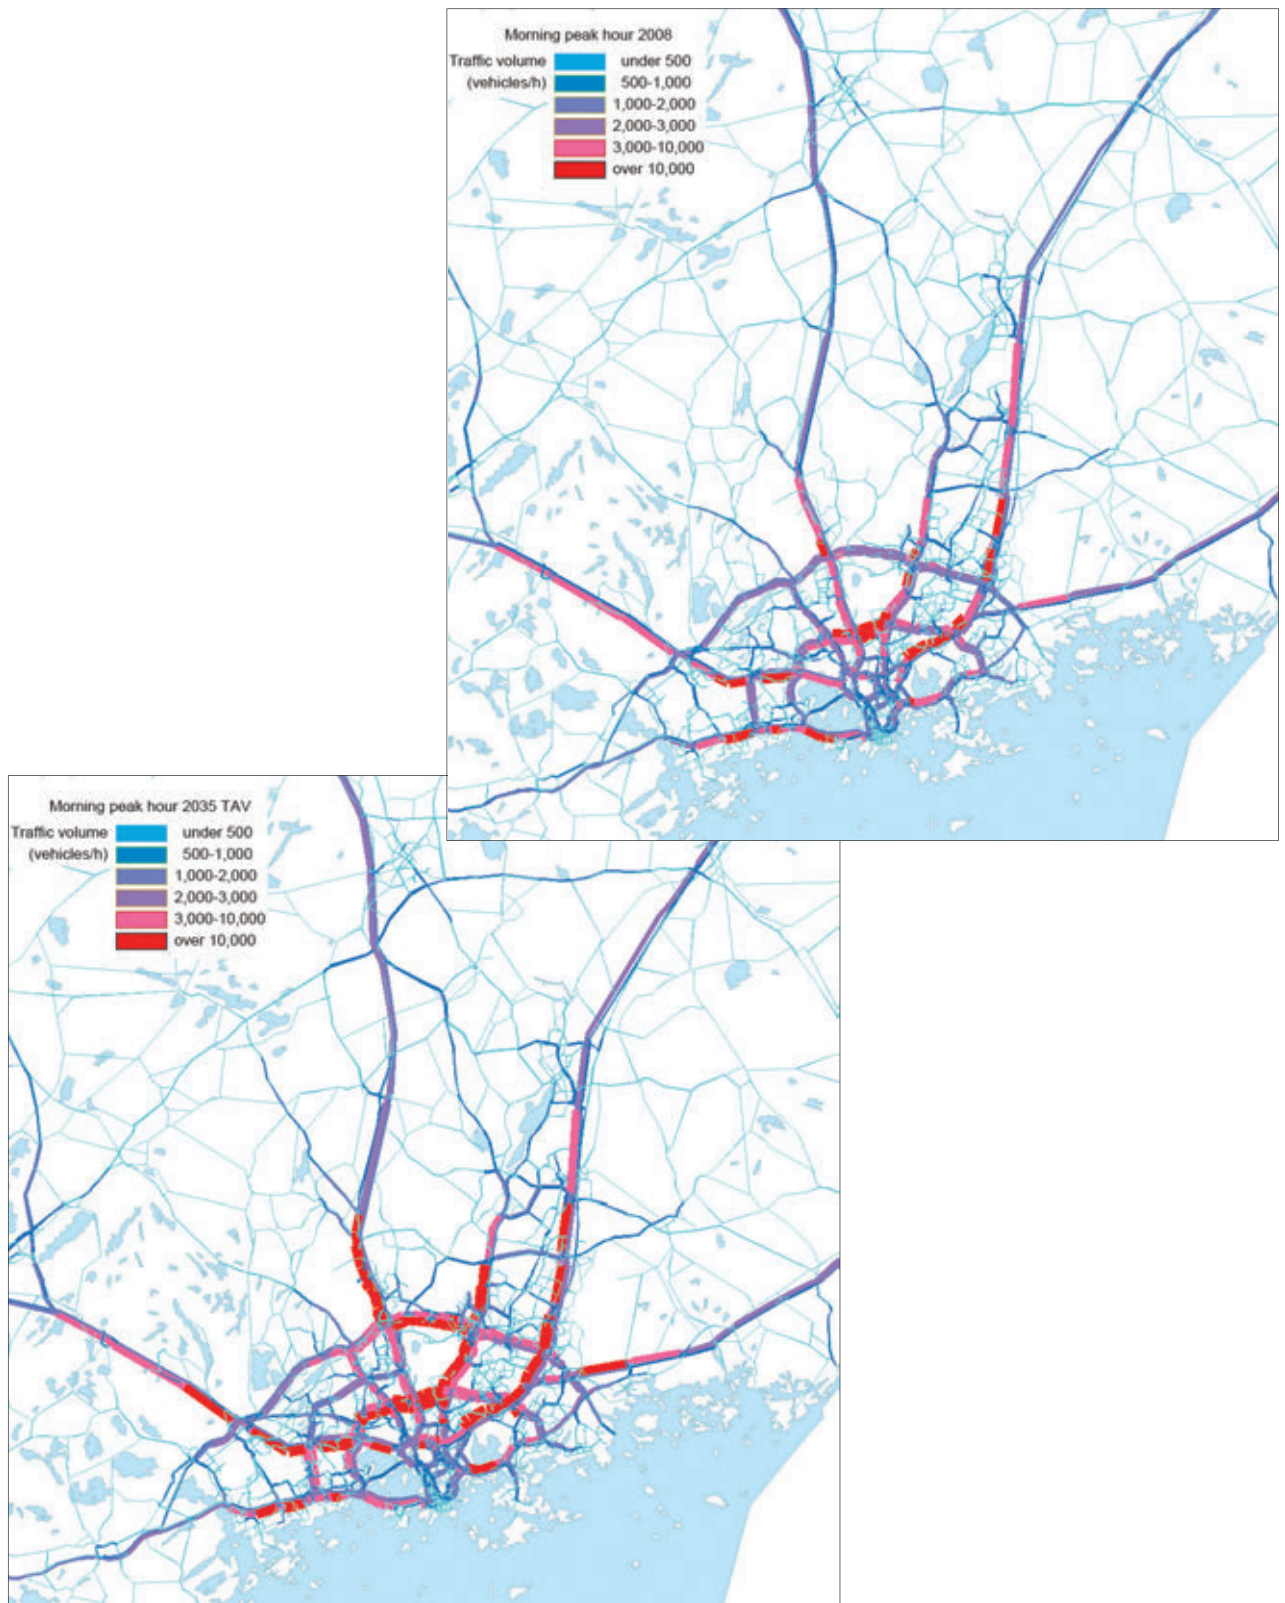 Morning peak hour 2008
Traffic volume under 500
(vehicles/h) 500-1,000
1,000-2,000
2,000-3,000
3,000-10,000
over 10,000
Morning peak hour 2035 TAV
Traffic volume under 500
(vehicles/h) 500-1,000
1,000-2,000
2,000-3,000
3,000-10,000
over 10,000